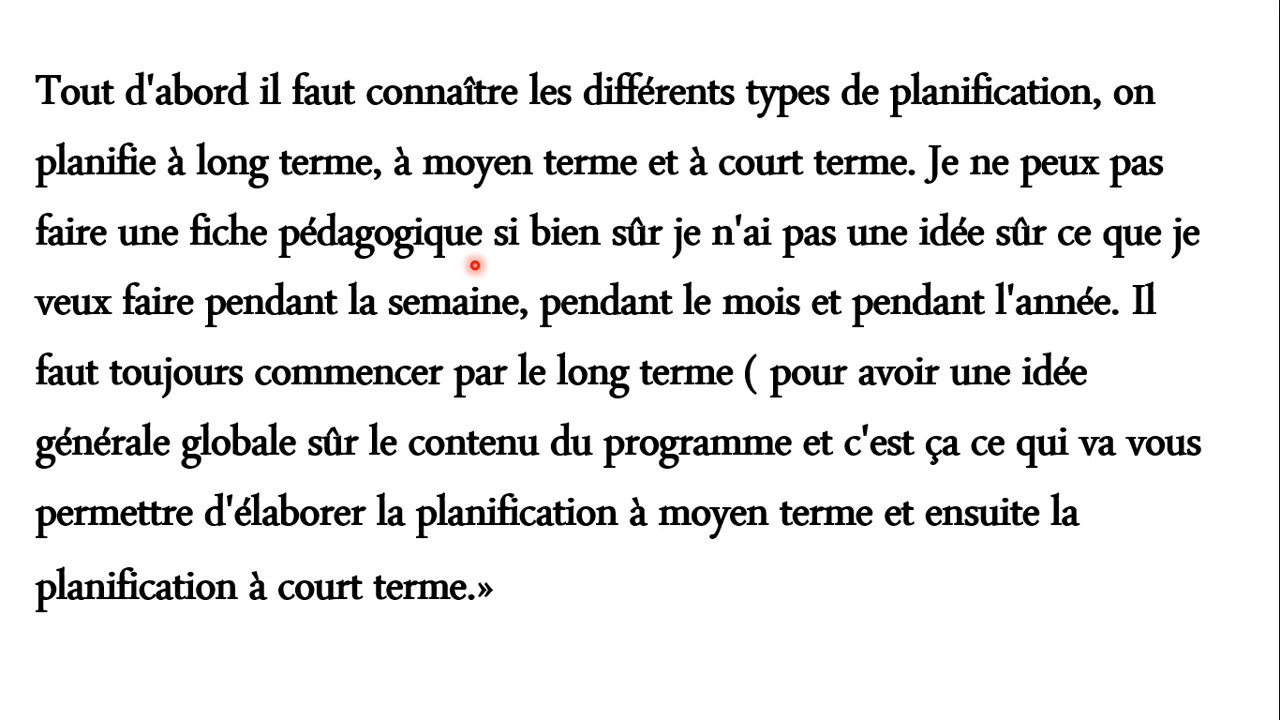 Tout d'abord il faut connaître les différents types de planification, on
planifie à long terme, à moyen terme et à court terme. Je ne peux pas
faire une fiche pédagogique si bien sûr je n'ai pas une idée sûr ce que je
veux faire pendant la semaine, pendant le mois et pendant l'année. Il
faut toujours commencer par le long terme ( pour avoir une idée
générale globale sûr le contenu du programme et c'est ça ce qui va vous
permettre d'élaborer la planification à moyen terme et ensuite la
planification à court terme.»